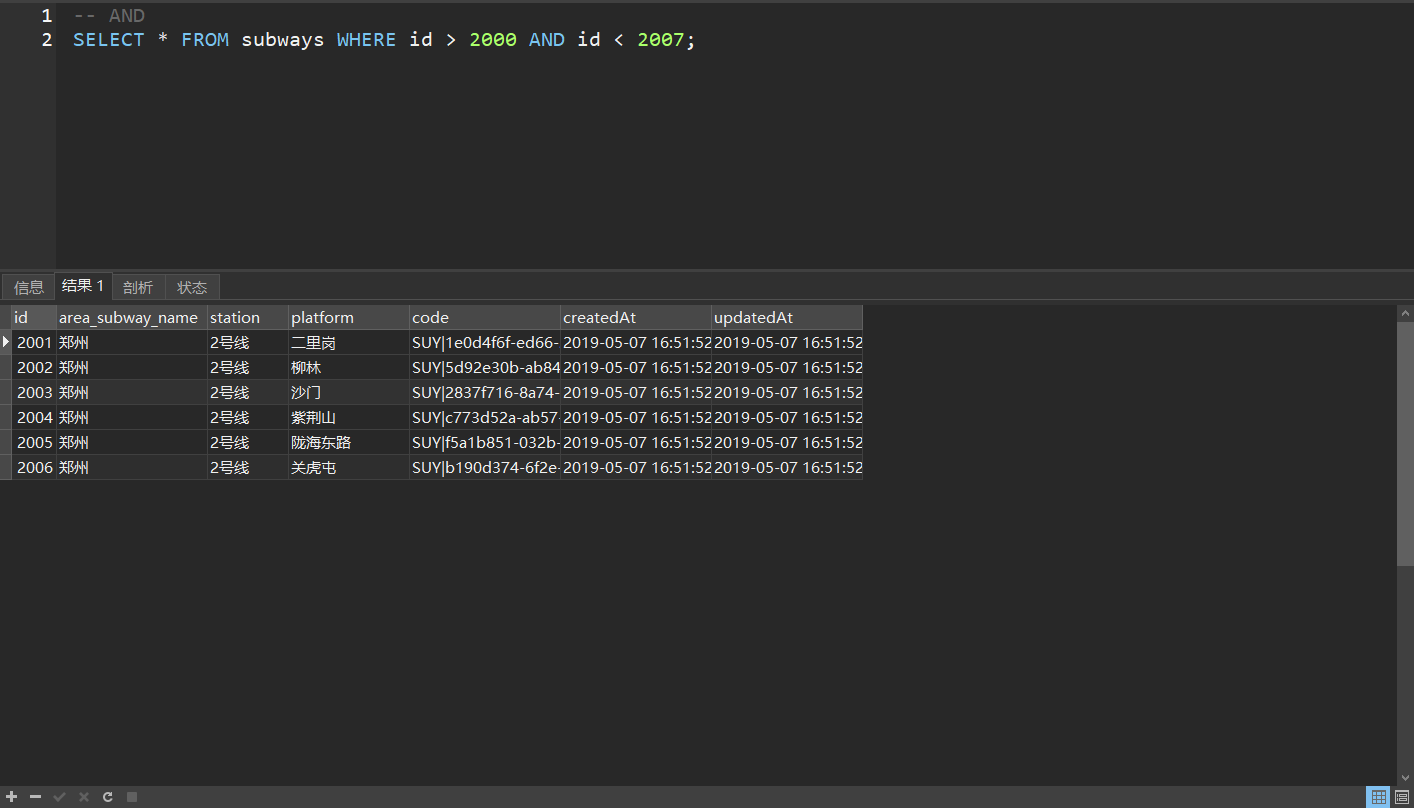 1 -- AND
2 SELECT * FROM subways WHERE id > 2000 AND id < 2007;
信息 结果 1 剖析 状态
id area_subway_name station platform code createdAt updatedAt
2001 郑州 2号线 二里岗 SUY|1e0d4f6f-ed66- 2019-05-07 16:51:52 2019-05-07 16:51:52
2002 郑州 2号线 柳林 SUY|5d92e30b-ab84 2019-05-07 16:51:52 2019-05-07 16:51:52
2003 郑州 2号线 沙门 SUY|2837f716-8a74- 2019-05-07 16:51:52 2019-05-07 16:51:52
2004 郑州 2号线 紫荆山 SUY|c773d52a-ab57- 2019-05-07 16:51:52 2019-05-07 16:51:52
2005 郑州 2号线 陇海东路 SUY|f5a1b851-032b- 2019-05-07 16:51:52 2019-05-07 16:51:52
2006 郑州 2号线 关虎屯 SUY|b190d374-6f2e- 2019-05-07 16:51:52 2019-05-07 16:51:52